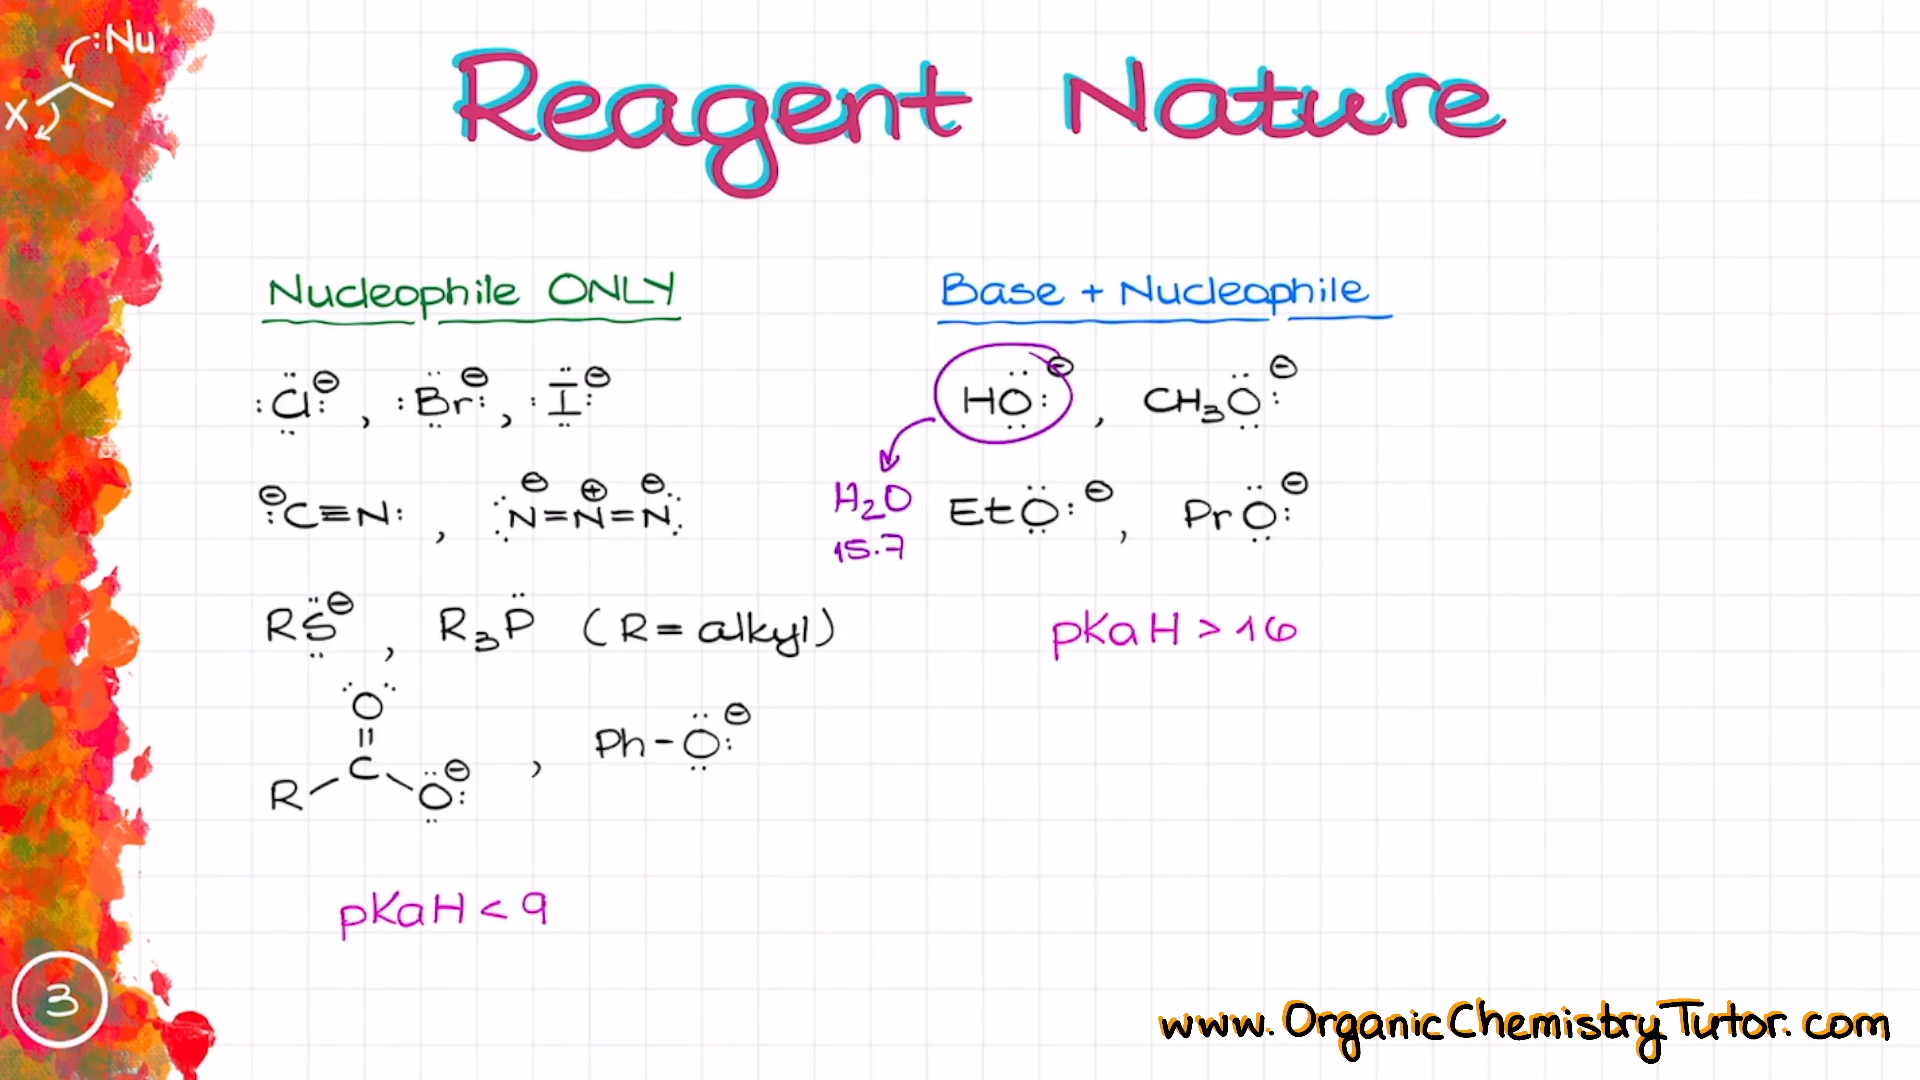 :Nu
X
Reagent Nature
Nucleophile ONLY
:Cl:⊖, :Br:⊖, :I:⊖
⊖:C≡N:, :N=N=N: ⊖ ⊕ ⊖
RS⊖, R₃P (R = alkyl)
O
||
R C O:⊖, Ph-O:⊖
pKaH < 9
Base + Nucleophile
HO:⊖, CH₃O:⊖
H₂O
15.7
EtO:⊖, PrO:⊖
pKaH > 16
3
www.OrganicChemistryTutor.com